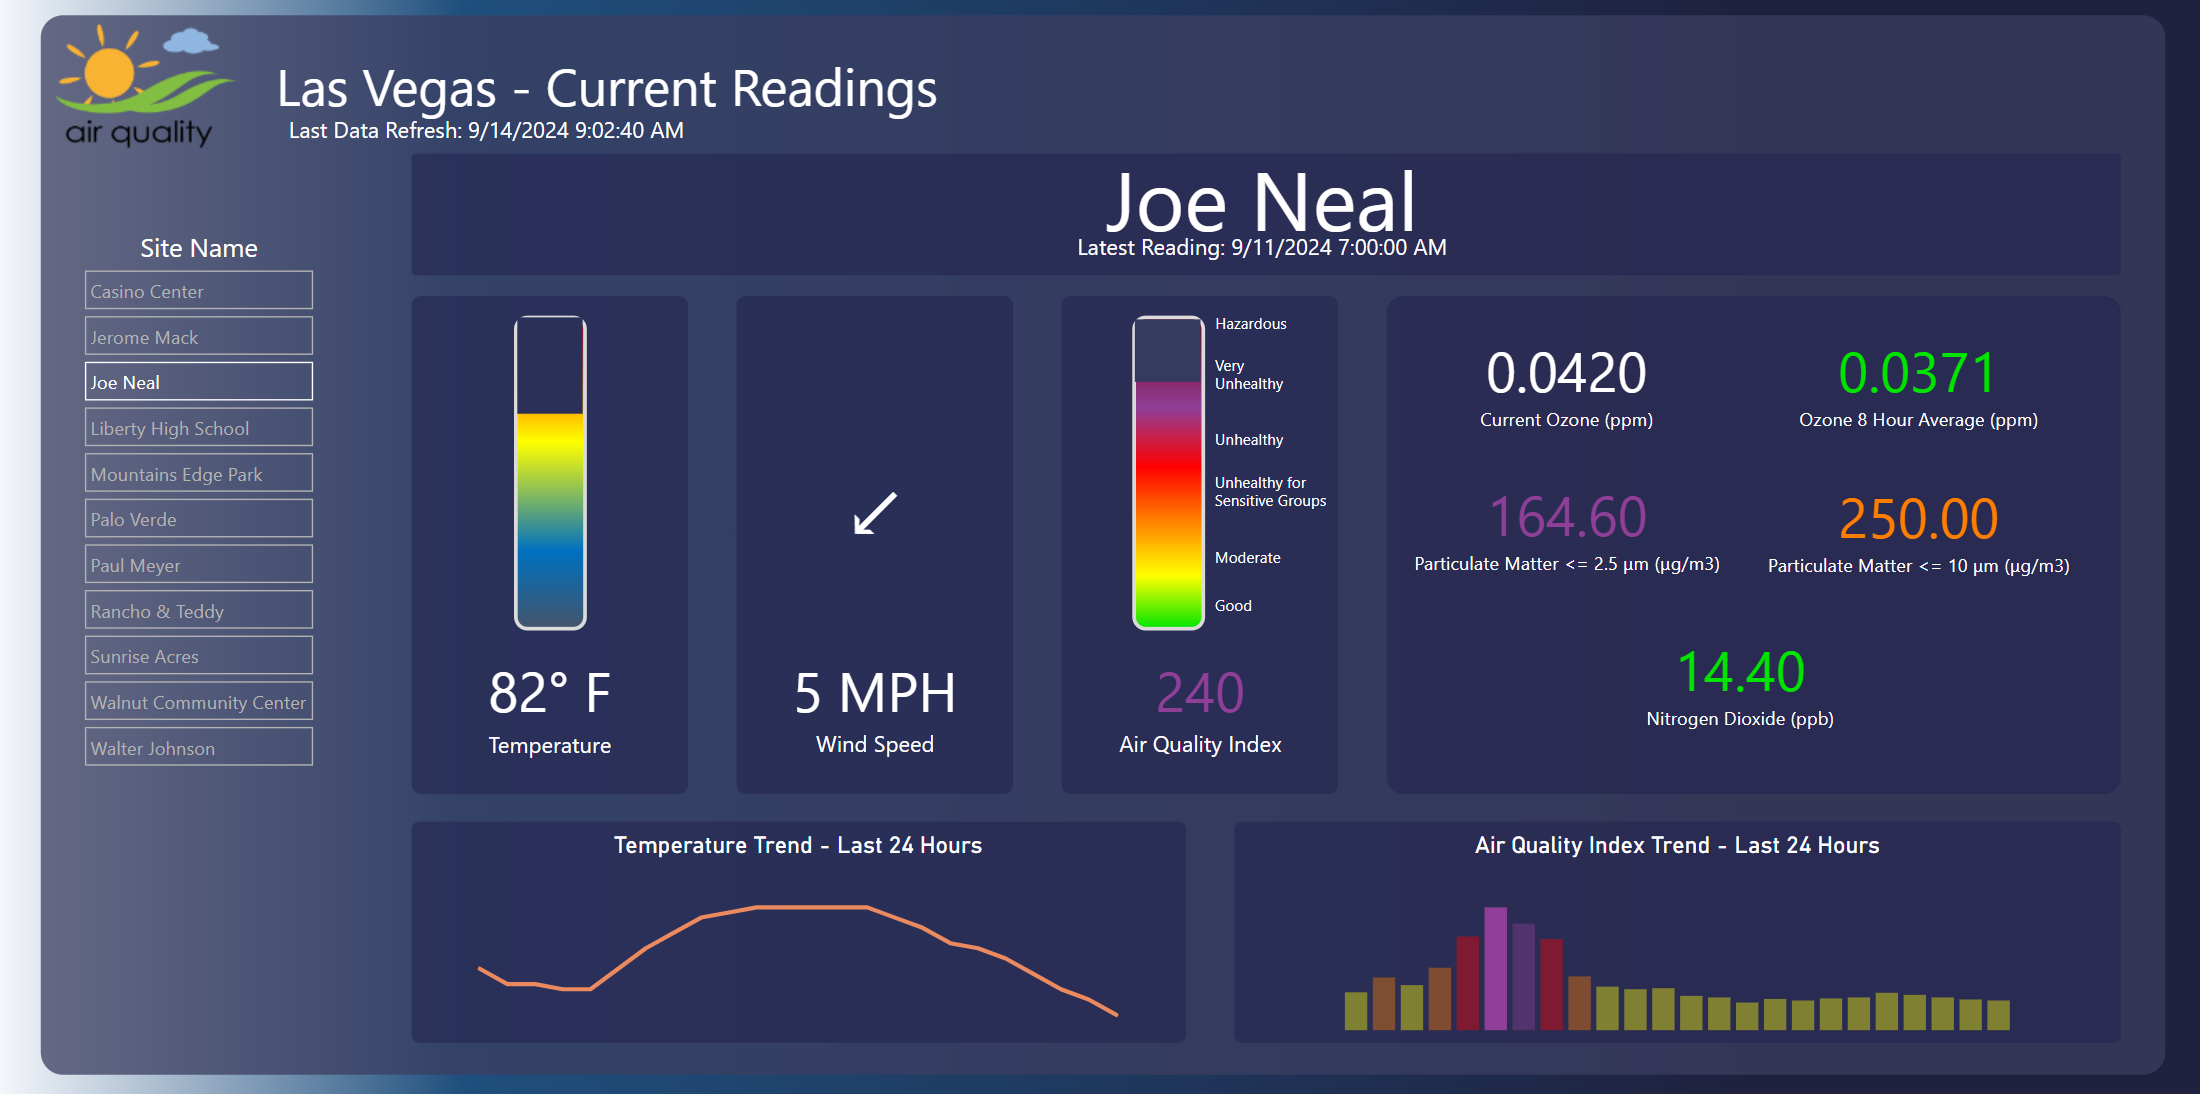 air quality
Las Vegas - Current Readings
Last Data Refresh: 9/14/2024 9:02:40 AM
Joe Neal
Latest Reading: 9/11/2024 7:00:00 AM
Site Name
Casino Center
Jerome Mack
Joe Neal
Liberty High School
Mountains Edge Park
Palo Verde
Paul Meyer
Rancho & Teddy
Sunrise Acres
Walnut Community Center
Walter Johnson
82° F
Temperature
5 MPH
Wind Speed
Hazardous
Very
Unhealthy
Unhealthy
Unhealthy for
Sensitive Groups
Moderate
Good
240
Air Quality Index
0.0420
Current Ozone (ppm)
0.0371
Ozone 8 Hour Average (ppm)
164.60
Particulate Matter <= 2.5 µm (µg/m3)
250.00
Particulate Matter <= 10 µm (µg/m3)
14.40
Nitrogen Dioxide (ppb)
Temperature Trend - Last 24 Hours
Air Quality Index Trend - Last 24 Hours